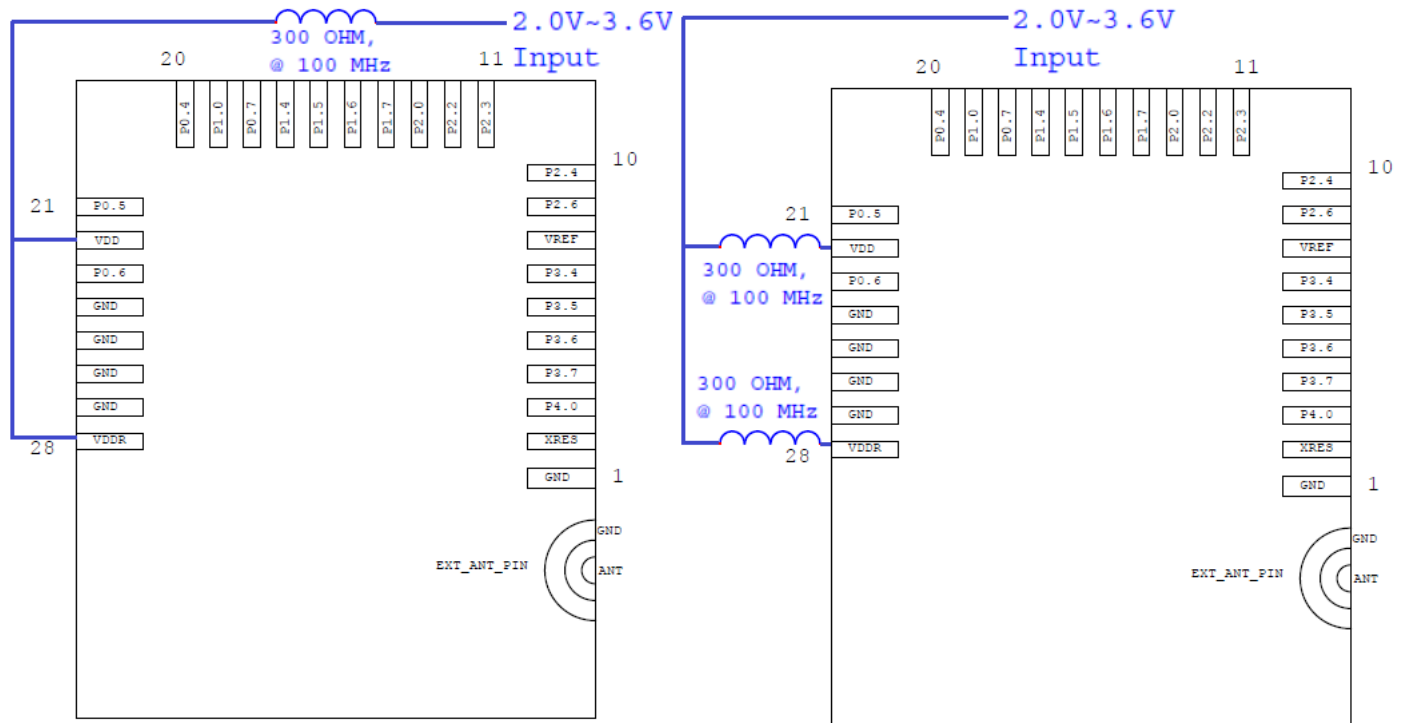 300 OHM,
@ 100 MHz
2.0V~3.6V
Input
20
11
P0.4
P1.0
P0.7
P1.4
P1.5
P1.6
P1.7
P2.0
P2.2
P2.3
10
21
P0.5
VDD
P0.6
GND
GND
GND
GND
VDDR
28
P2.4
P2.6
VREF
P3.4
P3.5
P3.6
P3.7
P4.0
XRES
GND
1
GND
EXT_ANT_PIN
ANT
2.0V~3.6V
Input
20
11
P0.4
P1.0
P0.7
P1.4
P1.5
P1.6
P1.7
P2.0
P2.2
P2.3
10
21
300 OHM,
@ 100 MHz
300 OHM,
@ 100 MHz
28
P0.5
VDD
P0.6
GND
GND
GND
GND
VDDR
P2.4
P2.6
VREF
P3.4
P3.5
P3.6
P3.7
P4.0
XRES
GND
1
GND
EXT_ANT_PIN
ANT